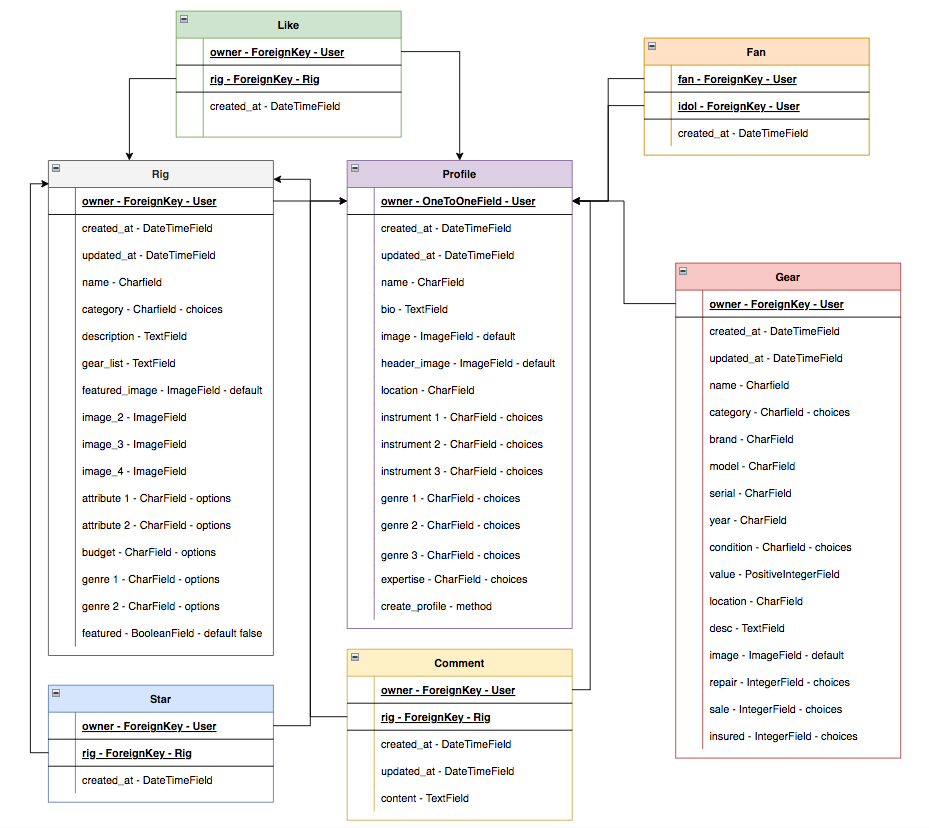 Like
owner - ForeignKey - User
rig - ForeignKey - Rig
created_at - DateTimeField
Fan
fan - ForeignKey - User
idol - ForeignKey - User
created_at - DateTimeField
Rig
owner - ForeignKey - User
created_at - DateTimeField
updated_at - DateTimeField
name - Charfield
category - Charfield - choices
description - TextField
gear_list - TextField
featured_image - ImageField - default
image_2 - ImageField
image_3 - ImageField
image_4 - ImageField
attribute 1 - CharField - options
attribute 2 - CharField - options
budget - CharField - options
genre 1 - CharField - options
genre 2 - CharField - options
featured - BooleanField - default false
Profile
owner - OneToOneField - User
created_at - DateTimeField
updated_at - DateTimeField
name - CharField
bio - TextField
image - ImageField - default
header_image - ImageField - default
location - CharField
instrument 1 - CharField - choices
instrument 2 - CharField - choices
instrument 3 - CharField - choices
genre 1 - CharField - choices
genre 2 - CharField - choices
genre 3 - CharField - choices
expertise - CharField - choices
create_profile - method
Gear
owner - ForeignKey - User
created_at - DateTimeField
updated_at - DateTimeField
name - Charfield
category - Charfield - choices
brand - CharField
model - CharField
serial - CharField
year - CharField
condition - Charfield - choices
value - PositiveIntegerField
location - CharField
desc - TextField
image - ImageField - default
repair - IntegerField - choices
sale - IntegerField - choices
insured - IntegerField - choices
Star
owner - ForeignKey - User
rig - ForeignKey - Rig
created_at - DateTimeField
Comment
owner - ForeignKey - User
rig - ForeignKey - Rig
created_at - DateTimeField
updated_at - DateTimeField
content - TextField